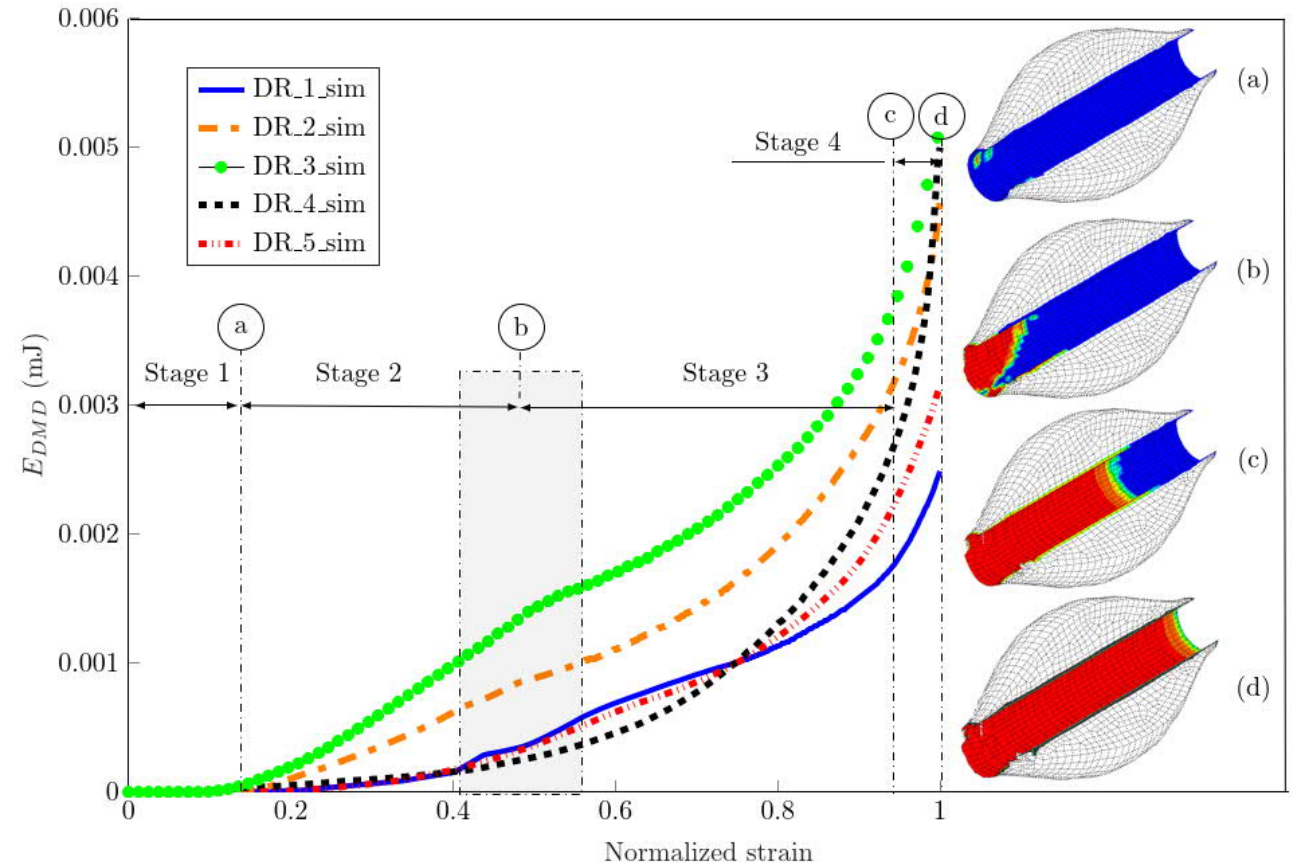 0.006
DR_1_sim
DR_2_sim
DR_3_sim
DR_4_sim
DR_5_sim
(a)
c
d
0.005
Stage 4
(b)
0.004
a
b
Stage 1
Stage 2
Stage 3
0.003
(c)
0.002
(d)
0.001
0
E_{DMD} (mJ)
0
0.2
0.4
0.6
0.8
1
Normalized strain